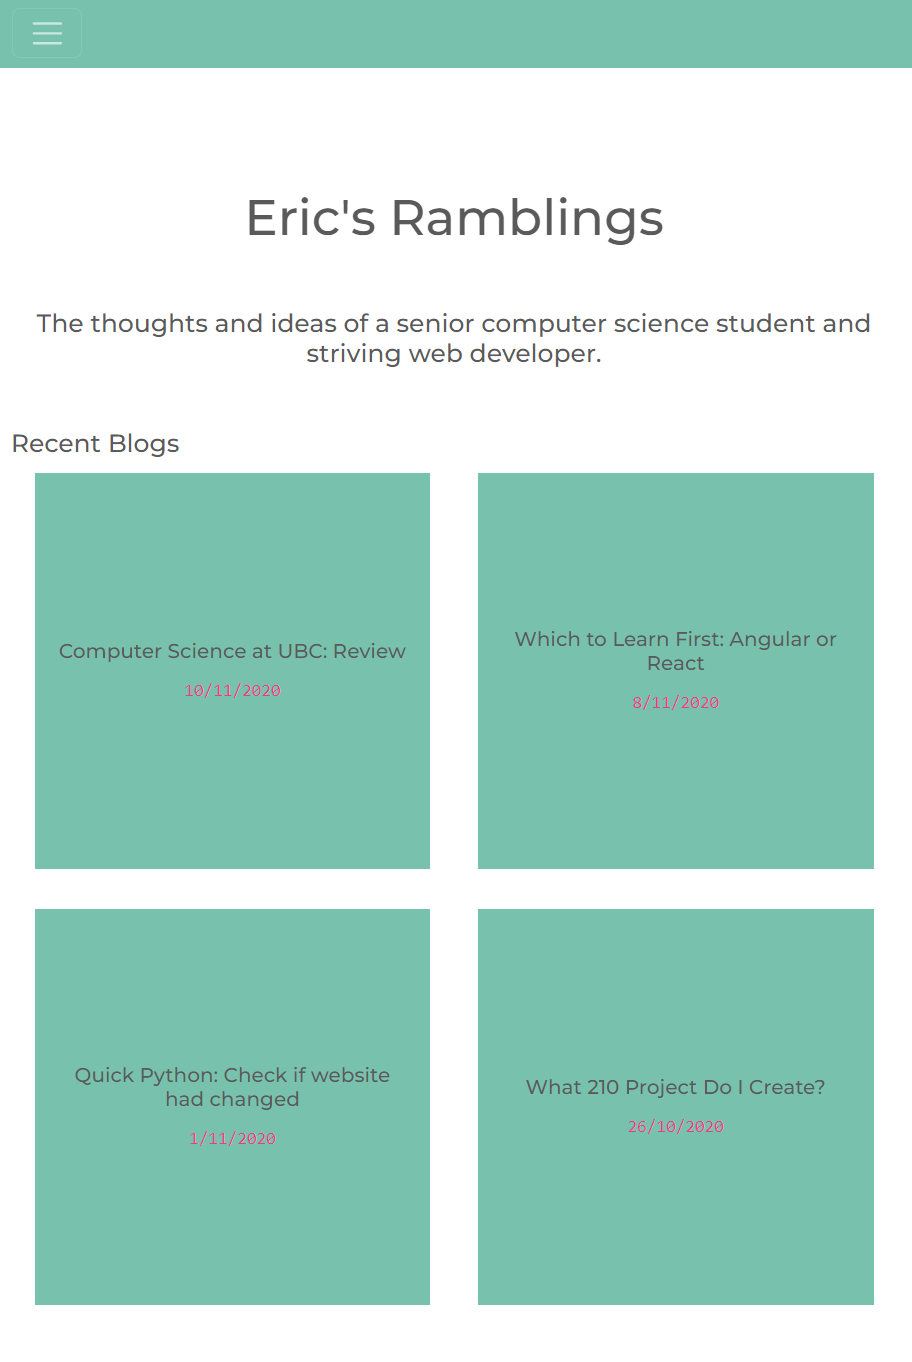 Eric's Ramblings
The thoughts and ideas of a senior computer science student and
striving web developer.
Recent Blogs
Computer Science at UBC: Review
10/11/2020
Which to Learn First: Angular or
React
8/11/2020
Quick Python: Check if website
had changed
1/11/2020
What 210 Project Do I Create?
26/10/2020